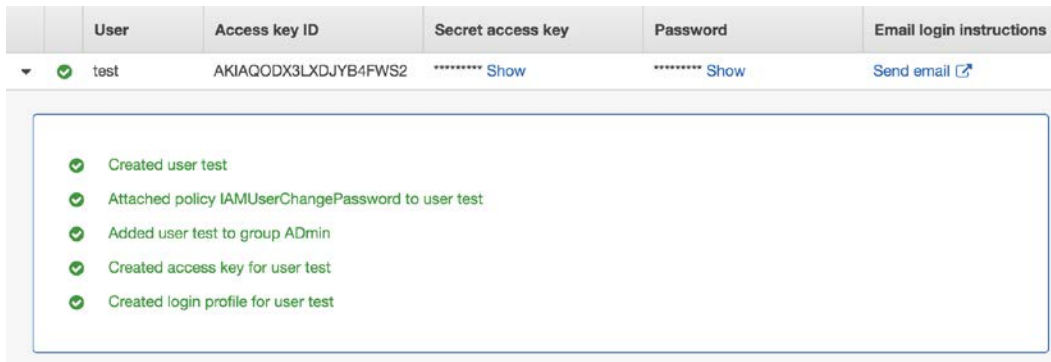 User Access key ID Secret access key Password Email login instructions
test AKIAQODX3LXDJYB4FWS2 ********* Show ********* Show Send email
Created user test
Attached policy IAMUserChangePassword to user test
Added user test to group ADmin
Created access key for user test
Created login profile for user test